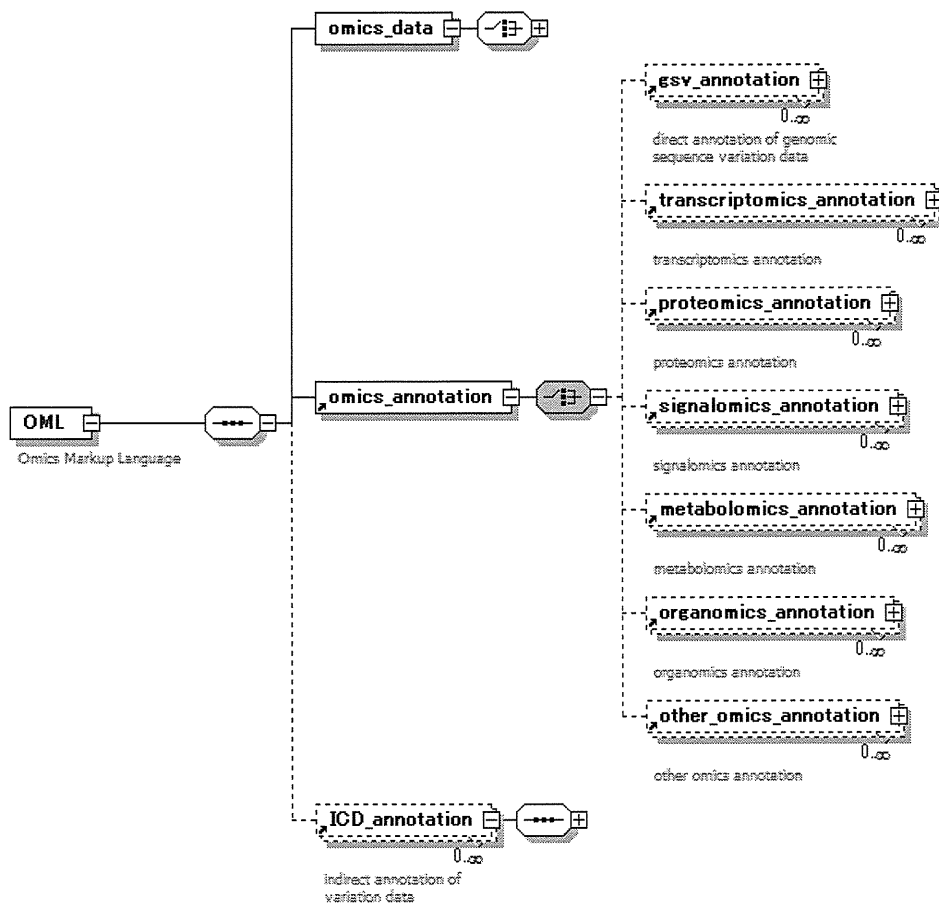 omics_data
gsv_annotation
0..∞
direct annotation of genomic
sequence variation data
transcriptomics_annotation
0..∞
transcriptomics annotation
proteomics_annotation
0..∞
proteomics annotation
omics_annotation
signalomics_annotation
0..∞
signalomics annotation
OML
Omics Markup Language
metabolomics_annotation
0..∞
metabolomics annotation
organomics_annotation
0..∞
organomics annotation
other_omics_annotation
0..∞
other omics annotation
ICD_annotation
0..∞
indirect annotation of
variation data